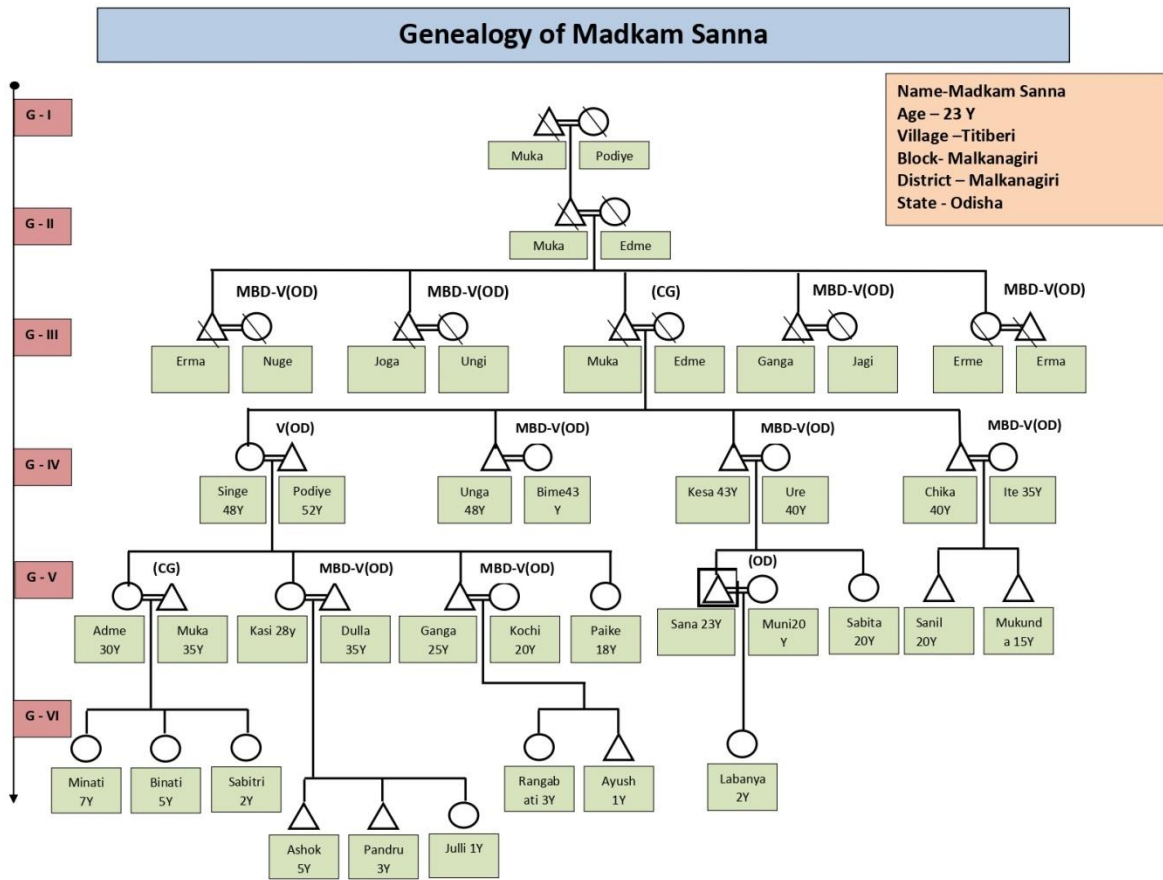 Genealogy of Madkam Sanna
Name-Madkam Sanna
Age – 23 Y
Village –Titiberi
Block- Malkanagiri
District – Malkanagiri
State - Odisha
G - I
Muka
Podiye
G - II
Muka
Edme
MBD-V(OD)
MBD-V(OD)
(CG)
MBD-V(OD)
MBD-V(OD)
G - III
Erma
Nuge
Joga
Ungi
Muka
Edme
Ganga
Jagi
Erme
Erma
V(OD)
MBD-V(OD)
MBD-V(OD)
MBD-V(OD)
G - IV
Singe
48Y
Podiye
52Y
Unga
48Y
Bime43
Y
Kesa 43Y
Ure
40Y
Chika
40Y
Ite 35Y
G - V
(CG)
MBD-V(OD)
MBD-V(OD)
(OD)
Adme
30Y
Muka
35Y
Kasi 28y
Dulla
35Y
Ganga
25Y
Kochi
20Y
Paike
18Y
Sana 23Y
Muni20
Y
Sabita
20Y
Sanil
20Y
Mukund
a 15Y
G - VI
Minati
7Y
Binati
5Y
Sabitri
2Y
Rangab
ati 3Y
Ayush
1Y
Labanya
2Y
Ashok
5Y
Pandru
3Y
Julli 1Y